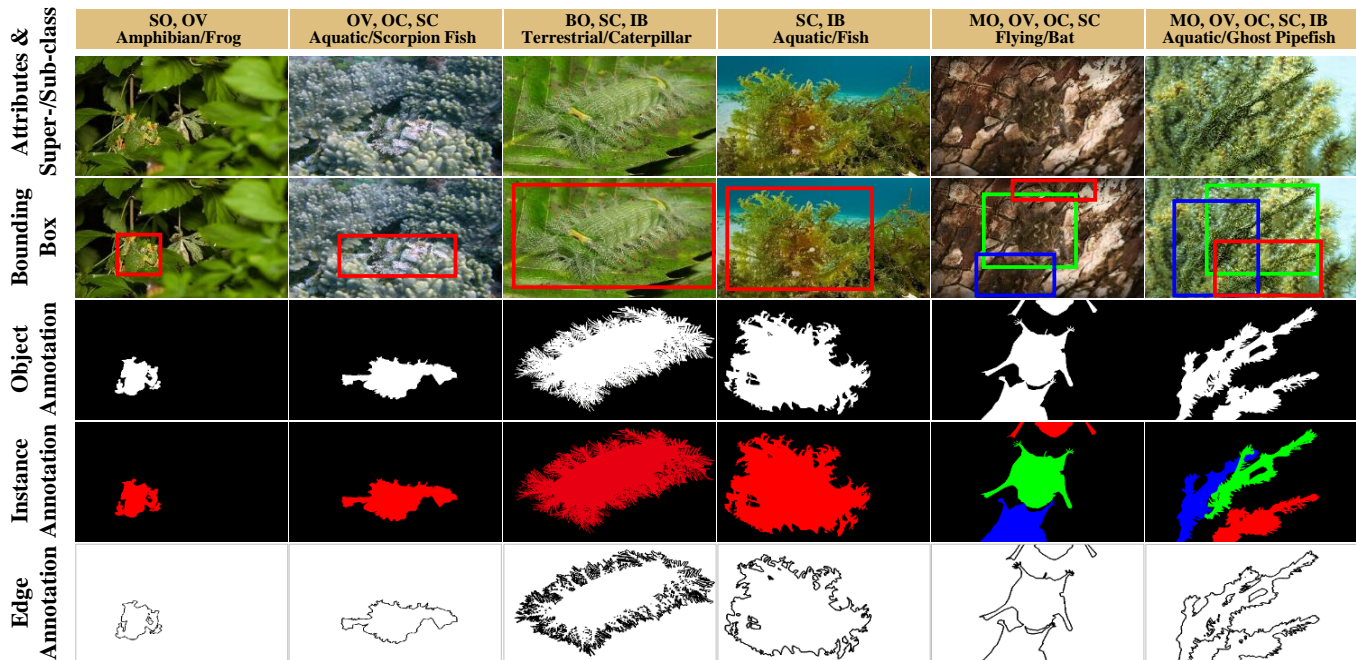 Attributes &
Super-/Sub-class
SO, OV
Amphibian/Frog
OV, OC, SC
Aquatic/Scorpion Fish
BO, SC, IB
Terrestrial/Caterpillar
SC, IB
Aquatic/Fish
MO, OV, OC, SC
Flying/Bat
MO, OV, OC, SC, IB
Aquatic/Ghost Pipefish
Bounding
Box
Object
Annotation
Instance
Annotation
Edge
Annotation